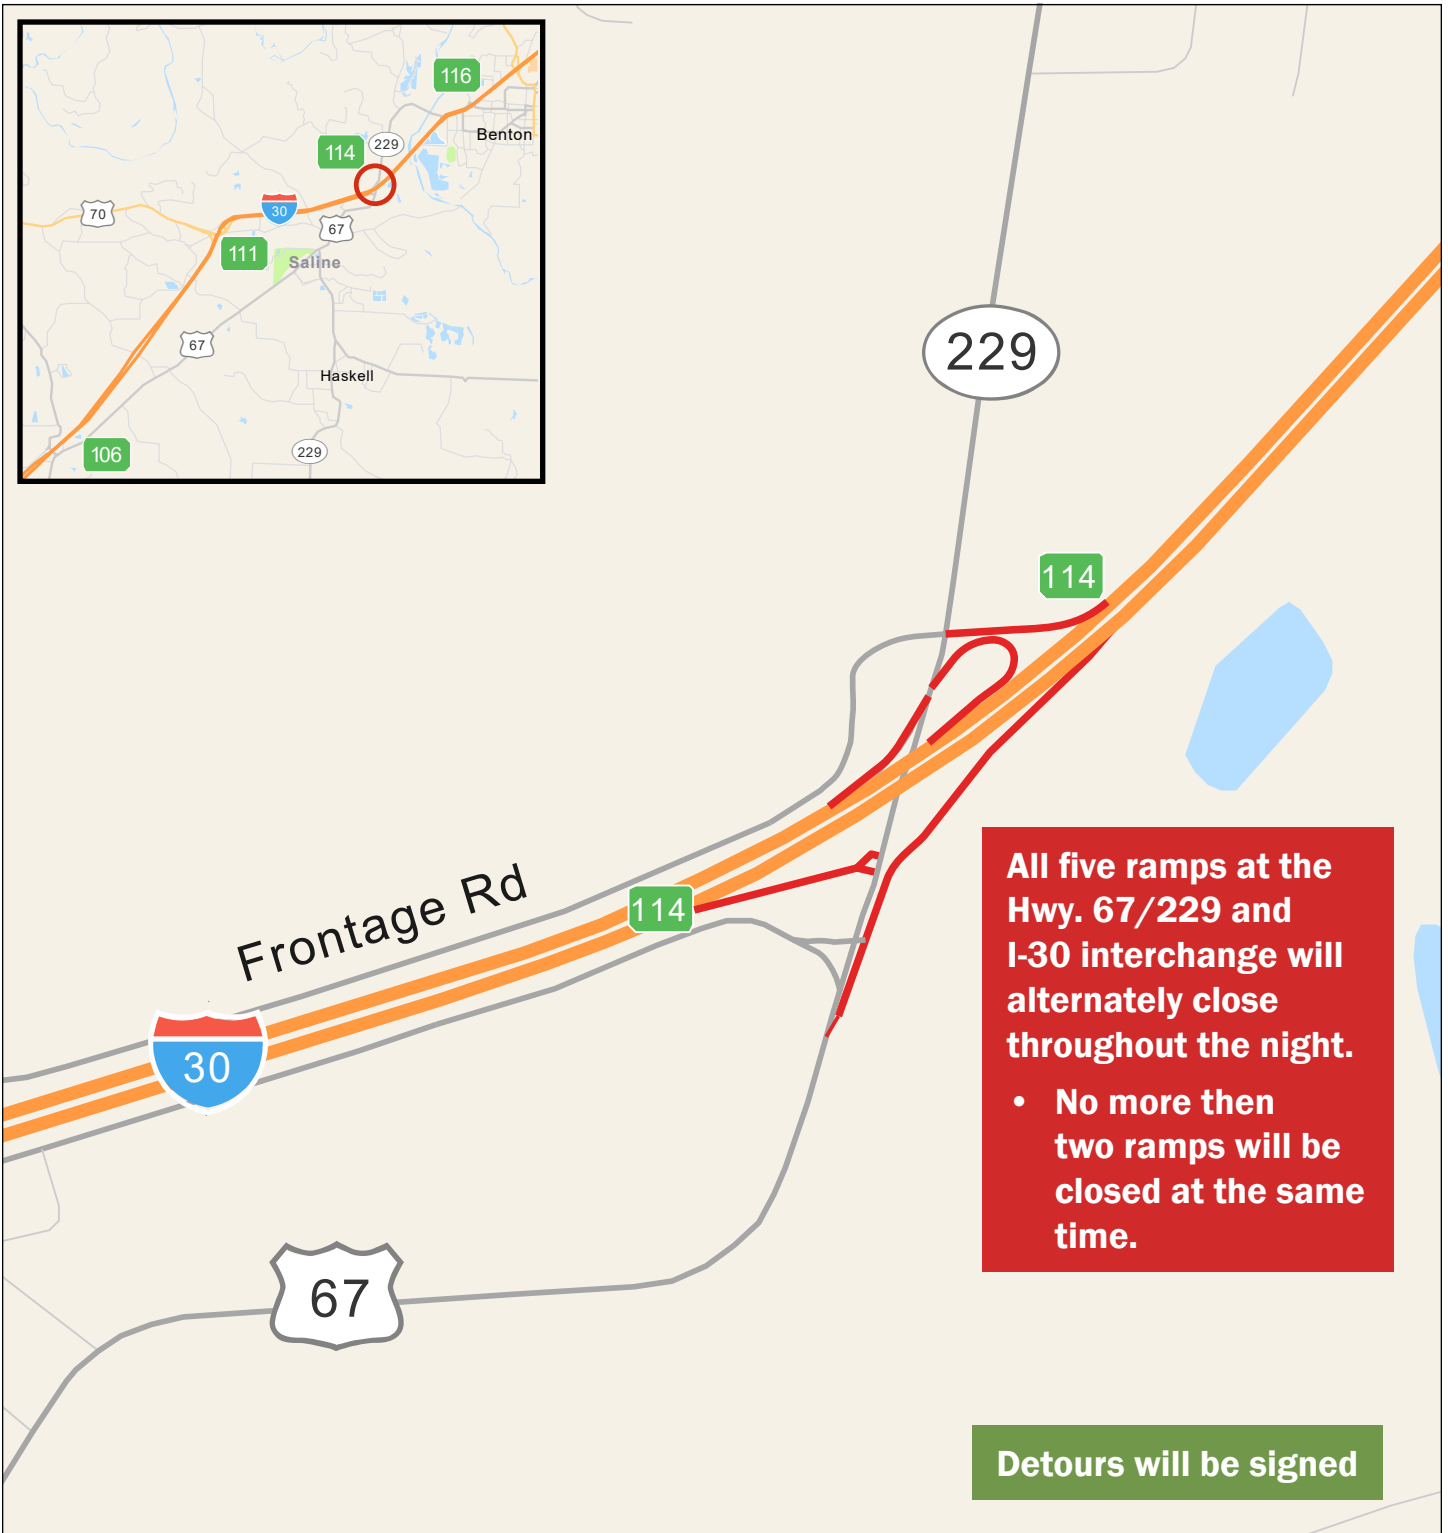 116
Benton
114
229
70
30
67
111
Saline
67
Haskell
106
229
229
114
114
Frontage Rd
30
67
All five ramps at the
Hwy. 67/229 and
I-30 interchange will
alternately close
throughout the night.
• No more then
two ramps will be
closed at the same
time.
Detours will be signed